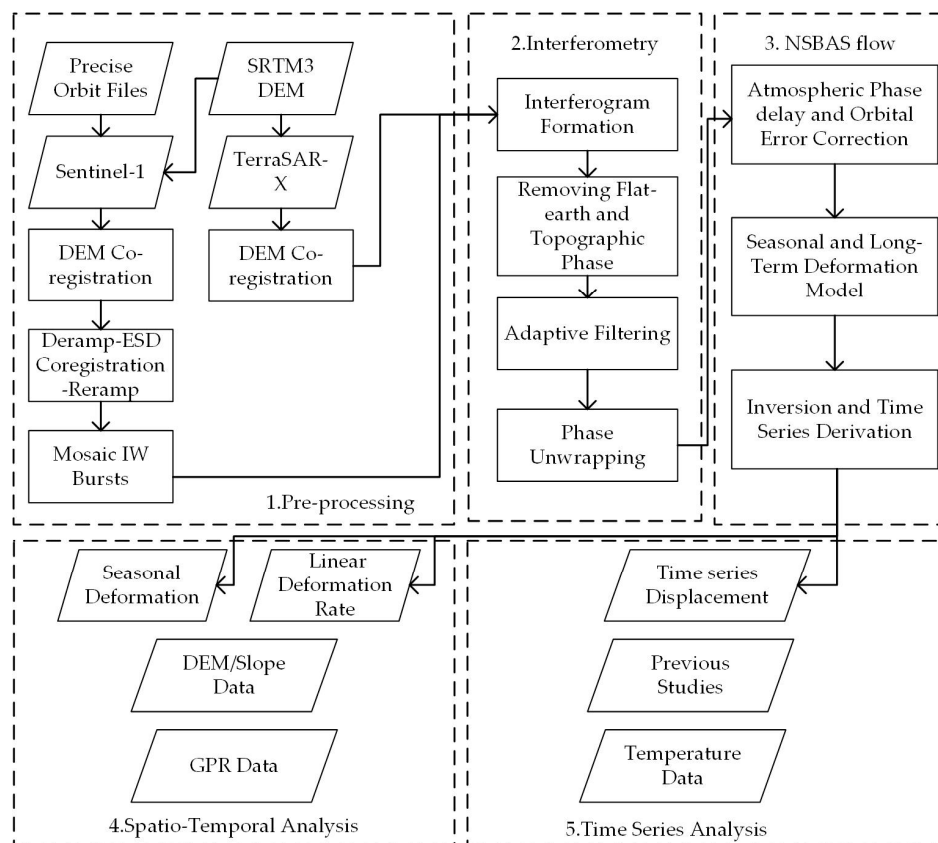 Precise
Orbit Files
SRTM3
DEM
Sentinel-1
TerraSAR-
X
DEM Co-
registration
DEM Co-
registration
Deramp-ESD
Coregistration
-Reramp
Mosaic IW
Bursts
1.Pre-processing
2.Interferometry
Interferogram
Formation
Removing Flat-
earth and
Topographic
Phase
Adaptive Filtering
Phase
Unwrapping
3. NSBAS flow
Atmospheric Phase
delay and Orbital
Error Correction
Seasonal and Long-
Term Deformation
Model
Inversion and Time
Series Derivation
Seasonal
Deformation
Linear
Deformation
Rate
DEM/Slope
Data
GPR Data
4.Spatio-Temporal Analysis
Time series
Displacement
Previous
Studies
Temperature
Data
5.Time Series Analysis